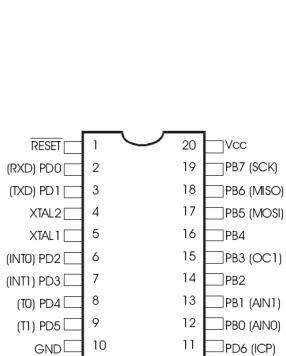 RESET 1 20 Vcc
(RXD) PD0 2 19 PB7 (SCK)
(TXD) PD1 3 18 PB6 (MISO)
XTAL2 4 17 PB5 (MOSI)
XTAL1 5 16 PB4
(INT0) PD2 6 15 PB3 (OC1)
(INT1) PD3 7 14 PB2
(T0) PD4 8 13 PB1 (AIN1)
(T1) PD5 9 12 PB0 (AIN0)
GND 10 11 PD6 (ICP)